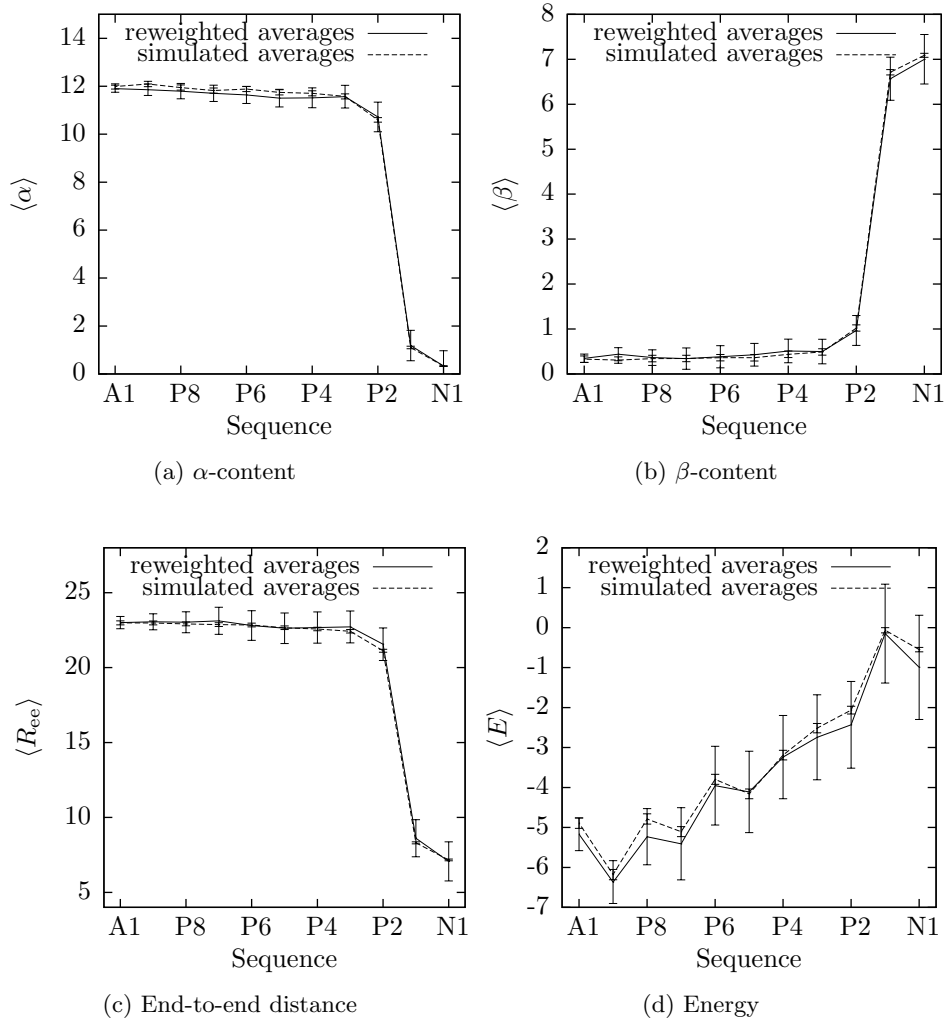 reweighted averages
simulated averages
14
12
10
8
6
4
2
0
⟨α⟩
A1 P8 P6 P4 P2 N1
Sequence
(a) α-content
reweighted averages
simulated averages
8
7
6
5
4
3
2
1
0
⟨β⟩
A1 P8 P6 P4 P2 N1
Sequence
(b) β-content
reweighted averages
simulated averages
25
20
15
10
5
⟨Ree⟩
A1 P8 P6 P4 P2 N1
Sequence
(c) End-to-end distance
reweighted averages
simulated averages
2
1
0
-1
-2
-3
-4
-5
-6
-7
⟨E⟩
A1 P8 P6 P4 P2 N1
Sequence
(d) Energy